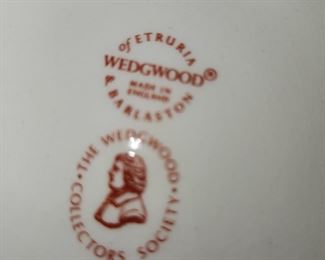 of ETRURIA
WEDGWOOD®
MADE IN
ENGLAND
& BARLASTON
· THE WEDGWOOD ·
COLLECTORS SOCIETY